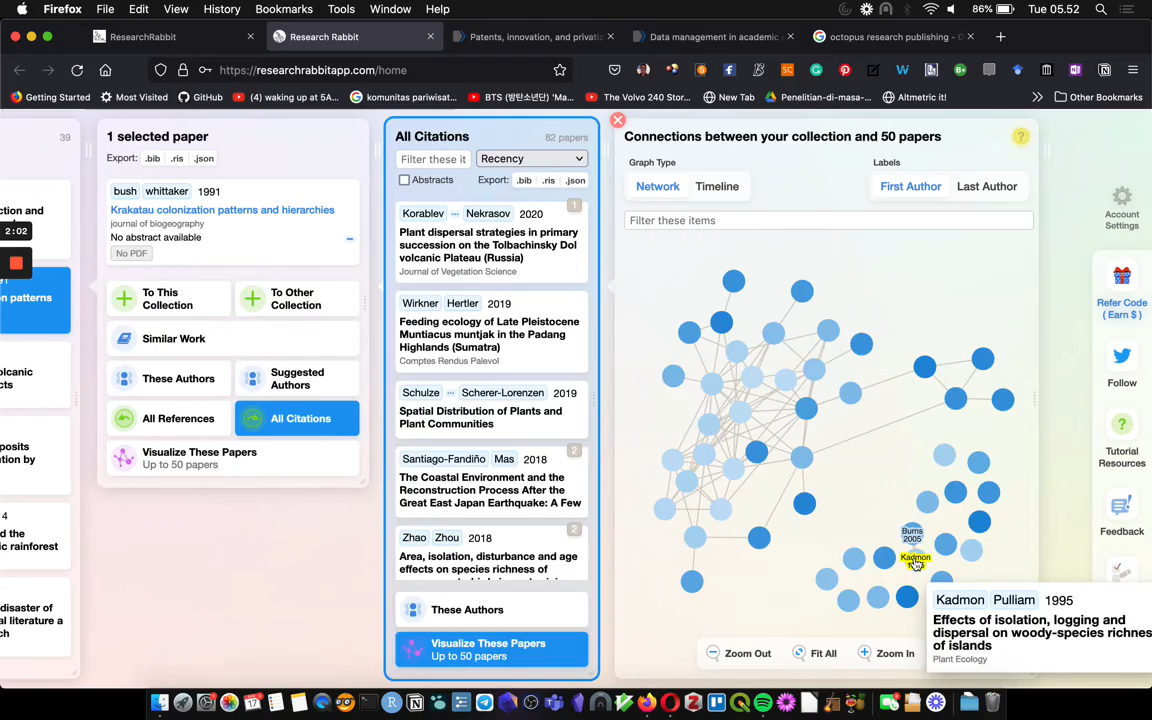 Firefox File Edit View History Bookmarks Tools Window Help 86% Tue 05.52
ResearchRabbit
Research Rabbit
Patents, innovation, and privati
Data management in academic
octopus research publishing - G
https://researchrabbitapp.com/home
Getting Started
Most Visited
GitHub
(4) waking up at 5A...
komunitas pariwisat...
BTS (방탄소년단) 'Ma...
The Volvo 240 Stor...
New Tab
Penelitian-di-masa-...
Altmetric it!
Other Bookmarks
39
ction and
2:02
91
n patterns
olcanic
cts
posits
tion by
4
c rainforest
disaster of
al literature a
ch
1 selected paper
Export: .bib .ris .json
bush whittaker 1991
Krakatau colonization patterns and hierarchies
journal of biogeography
No abstract available
No PDF
To This
Collection
To Other
Collection
Similar Work
These Authors
Suggested
Authors
All References
All Citations
Visualize These Papers
Up to 50 papers
All Citations 82 papers
Filter these it
Recency
Abstracts
Export: .bib .ris .json
Korablev ... Nekrasov 2020 1
Plant dispersal strategies in primary
succession on the Tolbachinsky Dol
volcanic Plateau (Russia)
Journal of Vegetation Science
Wirkner Hertler 2019
Feeding ecology of Late Pleistocene
Muntiacus muntjak in the Padang
Highlands (Sumatra)
Comptes Rendus Palevol
Schulze ... Scherer-Lorenzen 2019
Spatial Distribution of Plants and
Plant Communities
Santiago-Fandiño Mas 2018 2
The Coastal Environment and the
Reconstruction Process After the
Great East Japan Earthquake: A Few
Zhao Zhou 2018 2
Area, isolation, disturbance and age
effects on species richness of
These Authors
Visualize These Papers
Up to 50 papers
Connections between your collection and 50 papers
?
Graph Type
Network Timeline
Labels
First Author Last Author
Filter these items
Burns
2005
Kadmon
Kadmon Pulliam 1995
Effects of isolation, logging and
dispersal on woody-species richnes
of islands
Plant Ecology
Zoom Out
Fit All
Zoom In
Account
Settings
Refer Code
( Earn $ )
Follow
?
Tutorial
Resources
Feedback